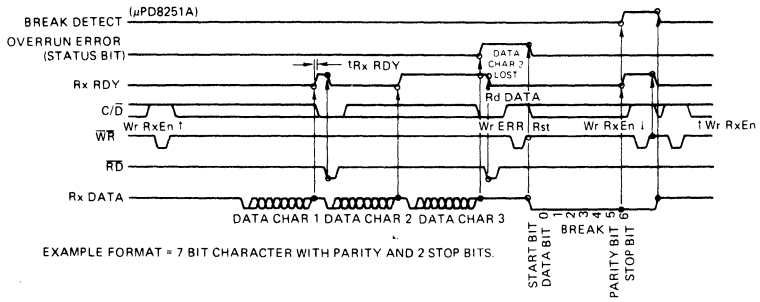 (μPD8251A)
BREAK DETECT
OVERRUN ERROR
(STATUS BIT)
DATA
CHAR 2
LOST
tRx RDY
Rx RDY
Rd DATA
C/D̅
Wr RxEn ↑
Wr ERR Rst
Wr RxEn ↓
↑ Wr RxEn
W̅R̅
R̅D̅
Rx DATA
DATA CHAR 1 DATA CHAR 2 DATA CHAR 3
START BIT
DATA BIT 0 1 2 3 4 5 6
BREAK
PARITY BIT
STOP BIT
EXAMPLE FORMAT = 7 BIT CHARACTER WITH PARITY AND 2 STOP BITS.